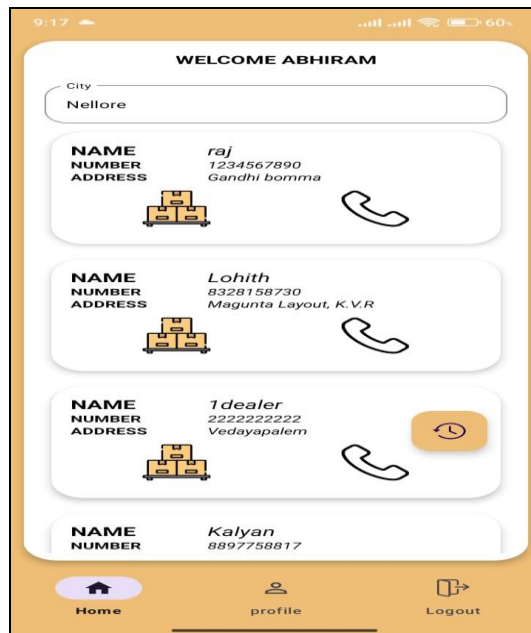 9:17 60%
WELCOME ABHIRAM
City
Nellore
NAME raj
NUMBER 1234567890
ADDRESS Gandhi bomma
NAME Lohith
NUMBER 8328158730
ADDRESS Magunta Layout, K.V.R
NAME 1dealer
NUMBER 2222222222
ADDRESS Vedayapalem
NAME Kalyan
NUMBER 8897758817
Home profile Logout